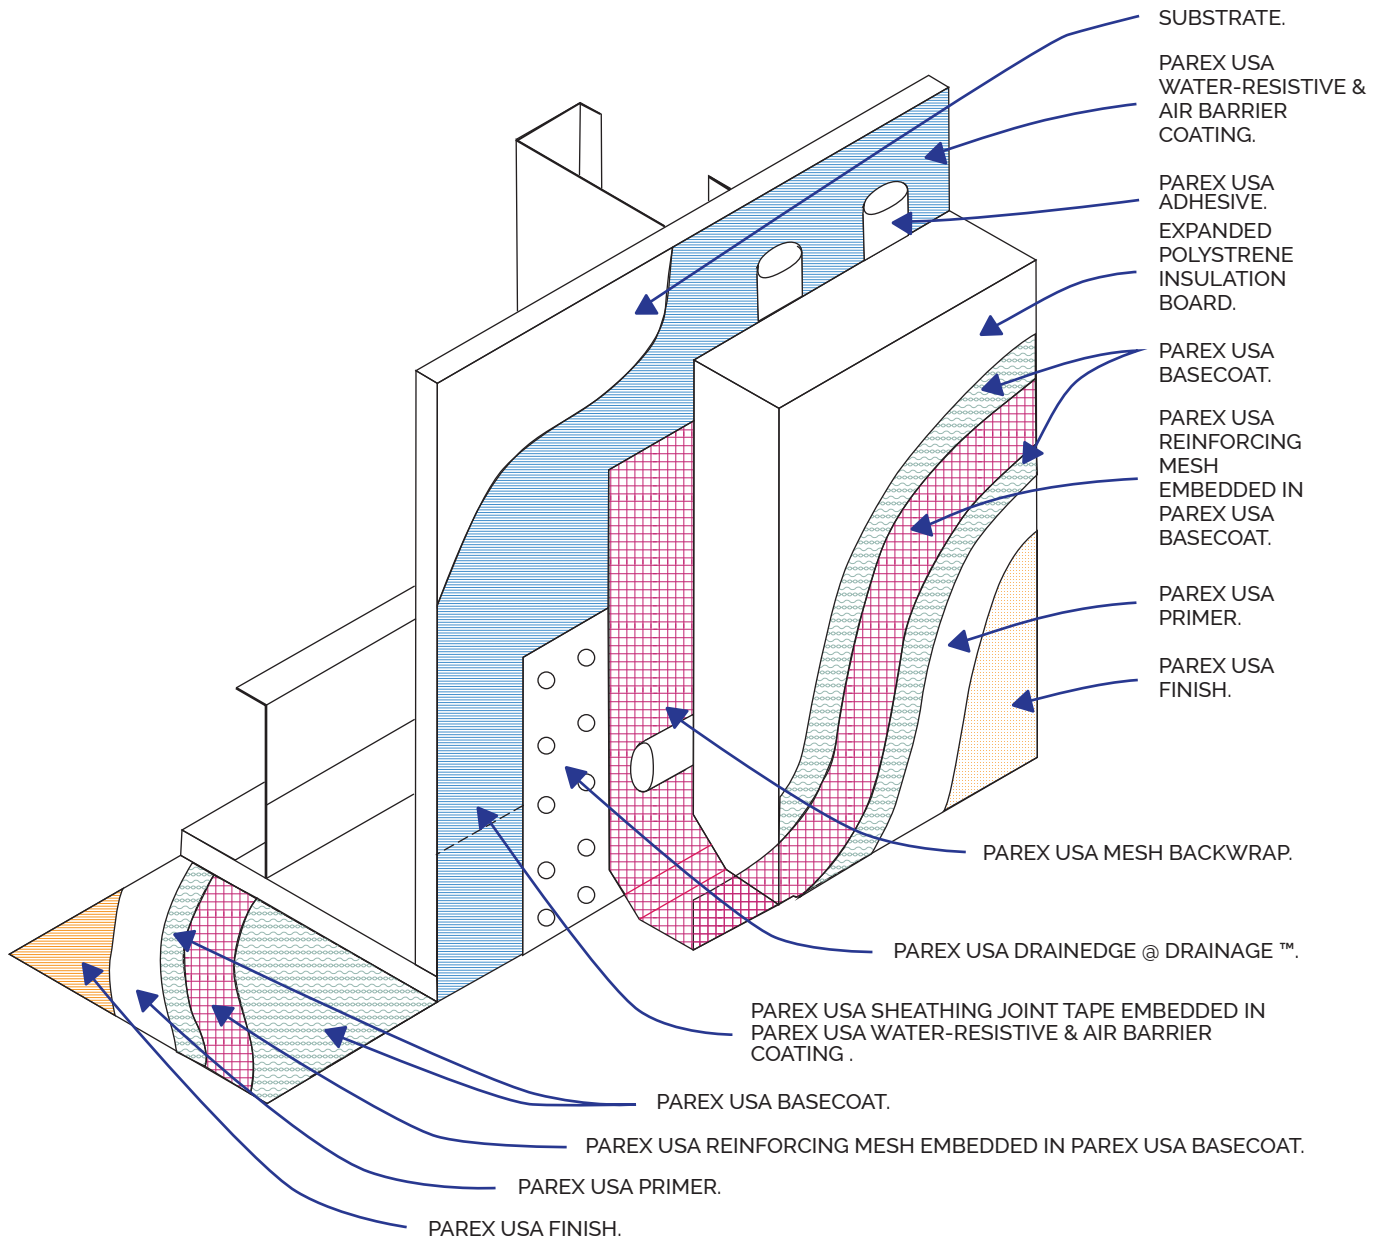 SUBSTRATE.
PAREX USA
WATER-RESISTIVE &
AIR BARRIER
COATING.
PAREX USA
ADHESIVE.
EXPANDED
POLYSTRENE
INSULATION
BOARD.
PAREX USA
BASECOAT.
PAREX USA
REINFORCING
MESH
EMBEDDED IN
PAREX USA
BASECOAT.
PAREX USA
PRIMER.
PAREX USA
FINISH.
PAREX USA MESH BACKWRAP.
PAREX USA DRAINEDGE @ DRAINAGE ™.
PAREX USA SHEATHING JOINT TAPE EMBEDDED IN
PAREX USA WATER-RESISTIVE & AIR BARRIER
COATING .
PAREX USA BASECOAT.
PAREX USA REINFORCING MESH EMBEDDED IN PAREX USA BASECOAT.
PAREX USA PRIMER.
PAREX USA FINISH.